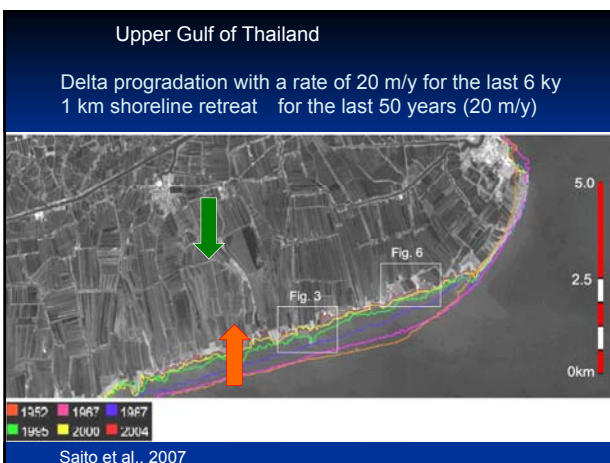 Upper Gulf of Thailand
Delta progradation with a rate of 20 m/y for the last 6 ky
1 km shoreline retreat for the last 50 years (20 m/y)
5.0
Fig. 6
2.5
Fig. 3
0km
1952 1967 1987
1995 2000 2004
Saito et al., 2007